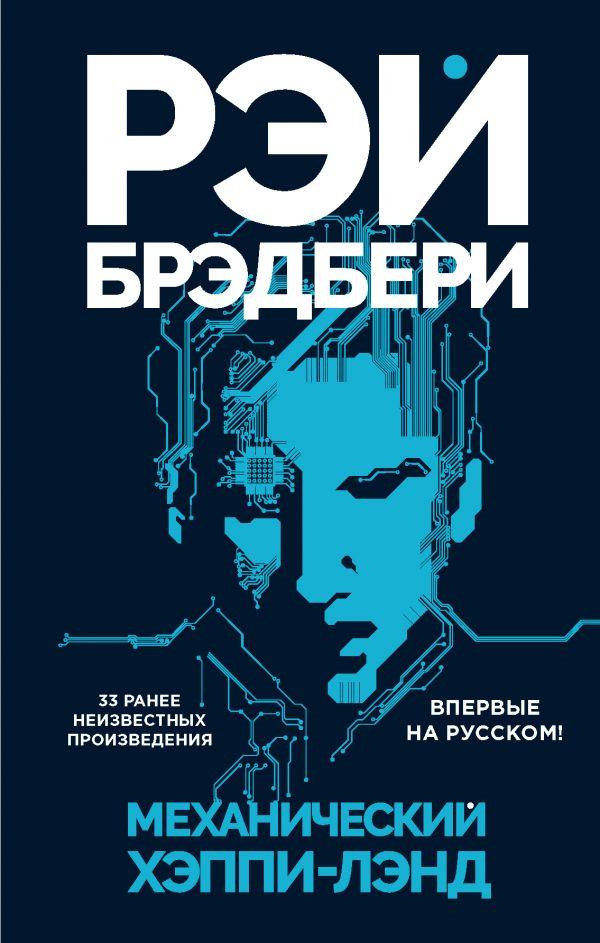 РЭЙ
БРЭДБЕРИ
33 РАНЕЕ
НЕИЗВЕСТНЫХ
ПРОИЗВЕДЕНИЯ
ВПЕРВЫЕ
НА РУССКОМ!
МЕХАНИЧЕСКИЙ
ХЭППИ-ЛЭНД